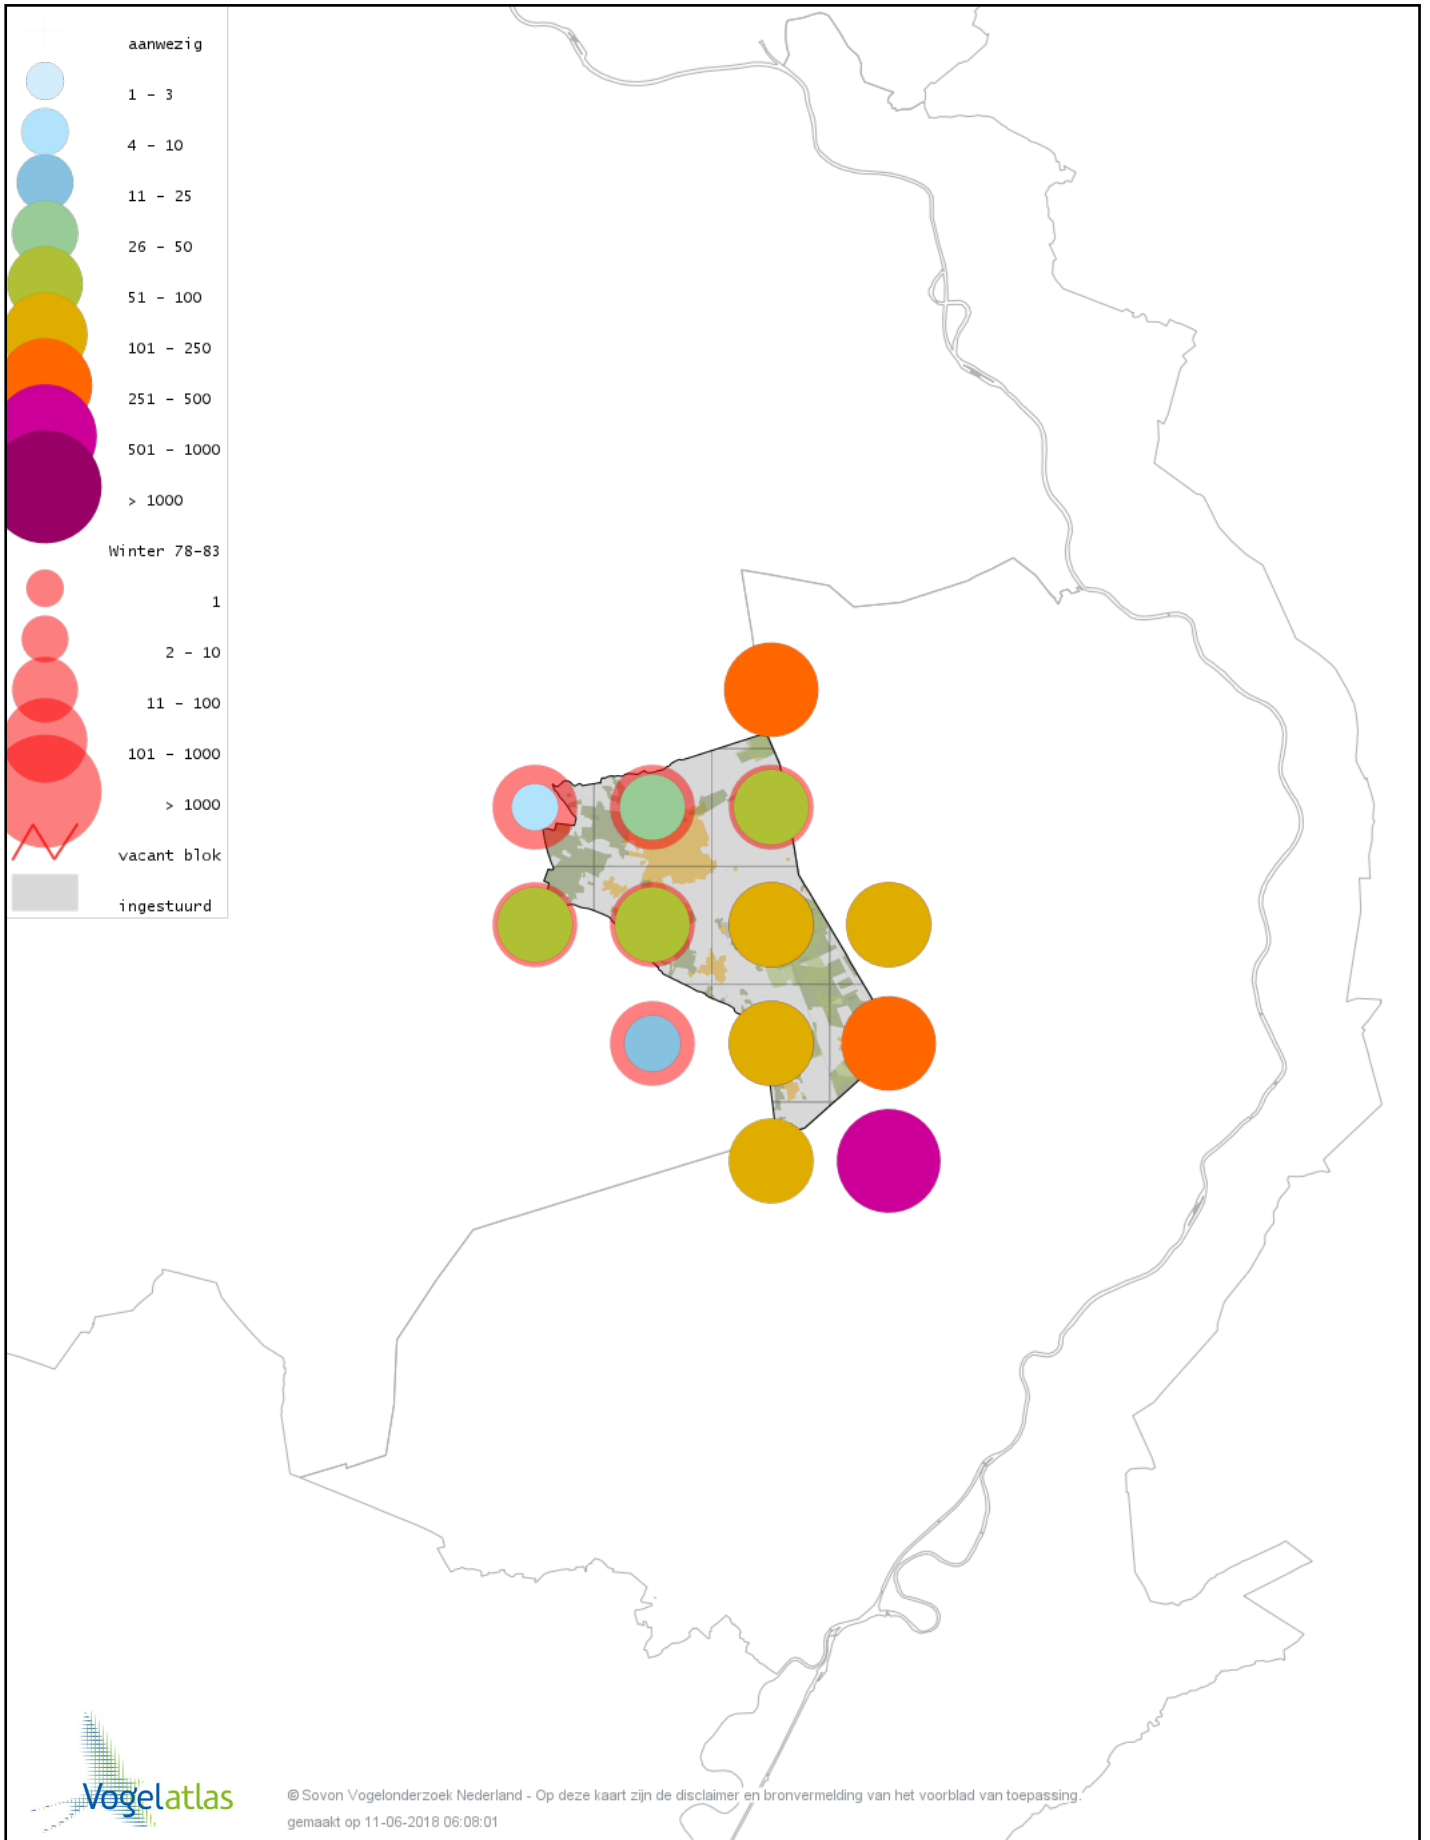 aanwezig
1 - 3
4 - 10
11 - 25
26 - 50
51 - 100
101 - 250
251 - 500
501 - 1000
> 1000
Winter 78-83
1
2 - 10
11 - 100
101 - 1000
> 1000
vacant blok
ingestuurd
Vogelatlas
© Sovon Vogelonderzoek Nederland - Op deze kaart zijn de disclaimer en bronvermelding van het voorblad van toepassing.
gemaakt op 11-06-2018 06:08:01